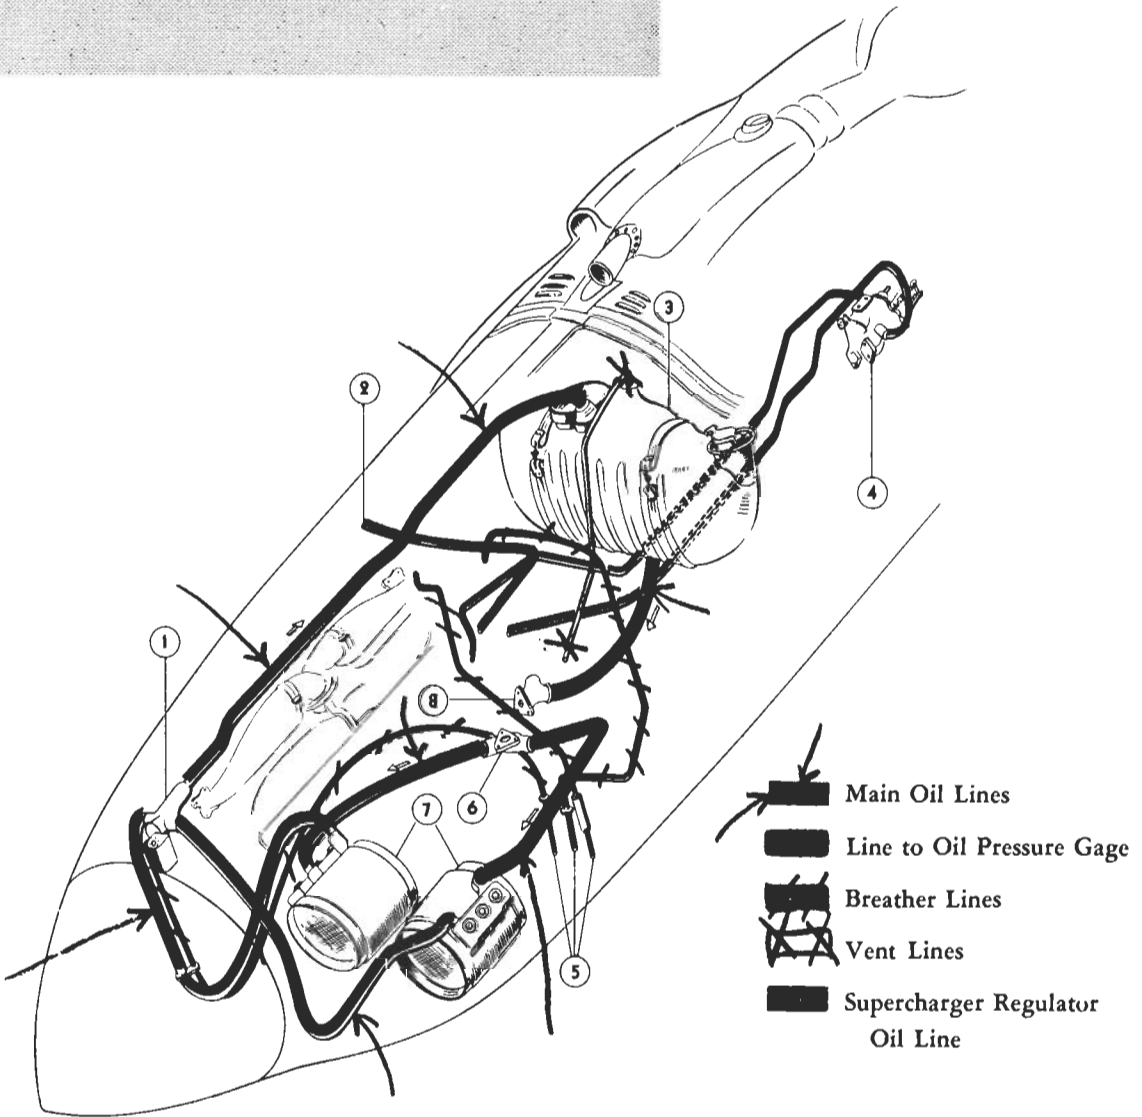 3
2
4
1
8
6
7
5
Main Oil Lines
Line to Oil Pressure Gage
Breather Lines
Vent Lines
Supercharger Regulator
Oil Line